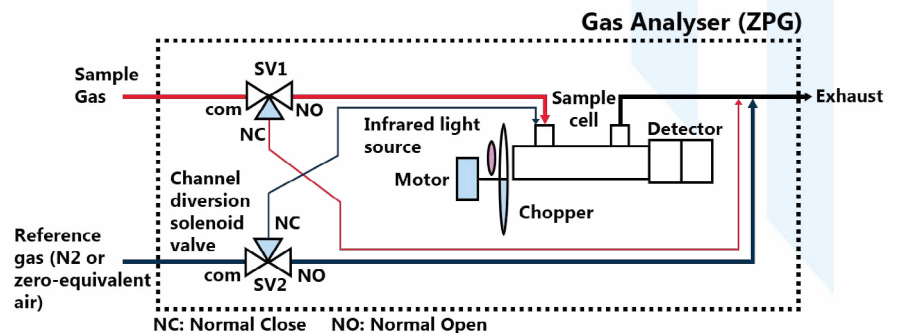 Gas Analyser (ZPG)
Sample
Gas
SV1
com
NO
NC
Infrared light
source
Sample
cell
Exhaust
Detector
Motor
Chopper
Channel
diversion
solenoid
valve
NC
Reference
gas (N2 or
zero-equivalent
air)
com
SV2
NO
NC: Normal Close NO: Normal Open